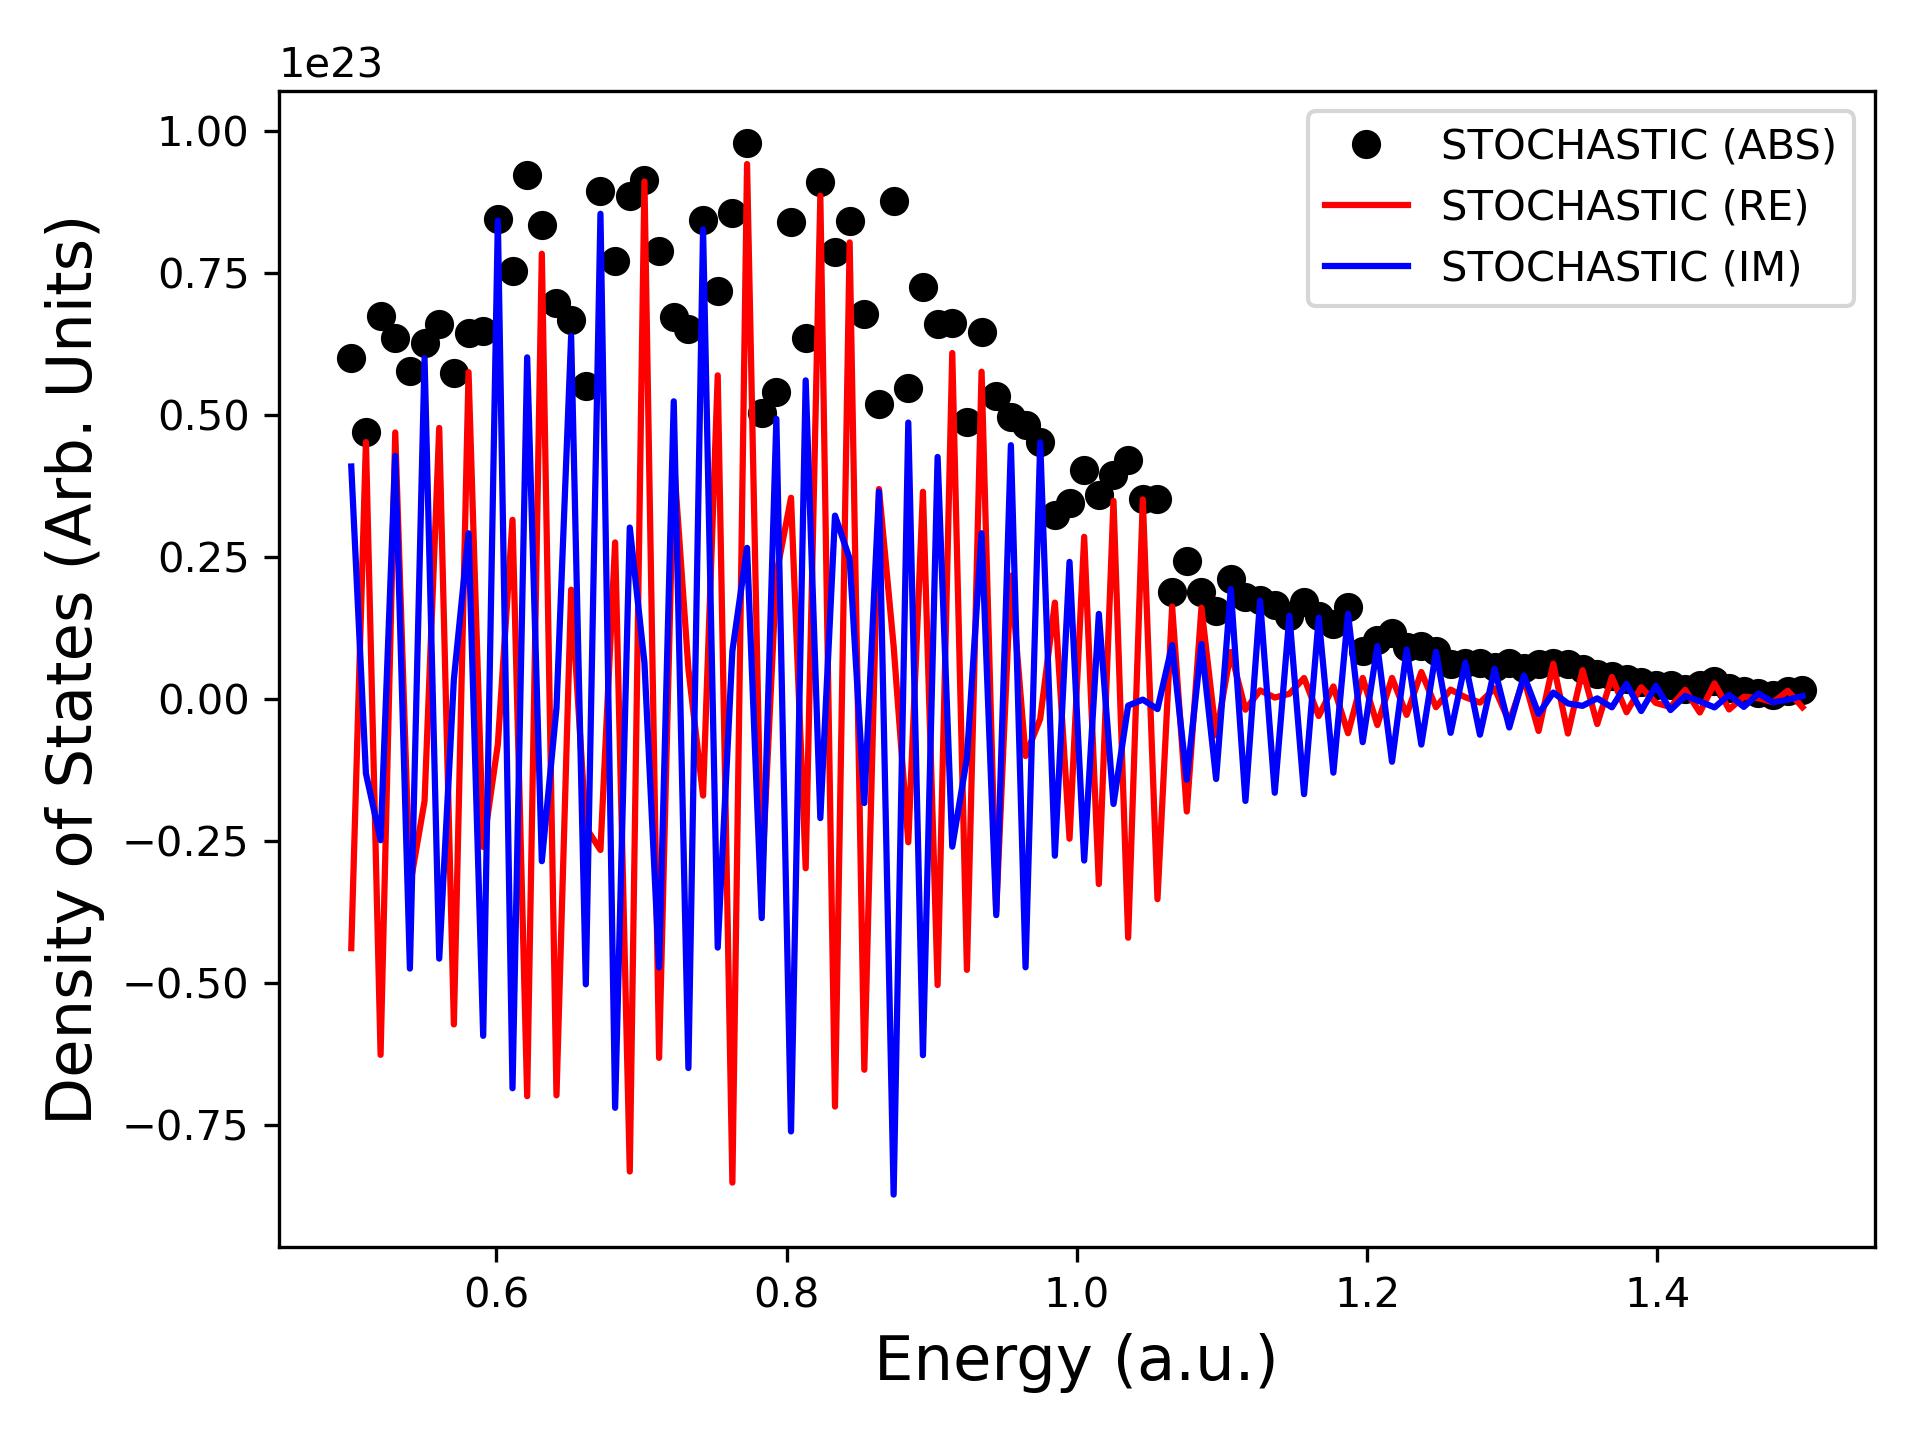 1e23
1.00
0.75
0.50
0.25
0.00
−0.25
−0.50
−0.75
Density of States (Arb. Units)
STOCHASTIC (ABS)
STOCHASTIC (RE)
STOCHASTIC (IM)
0.6 0.8 1.0 1.2 1.4
Energy (a.u.)